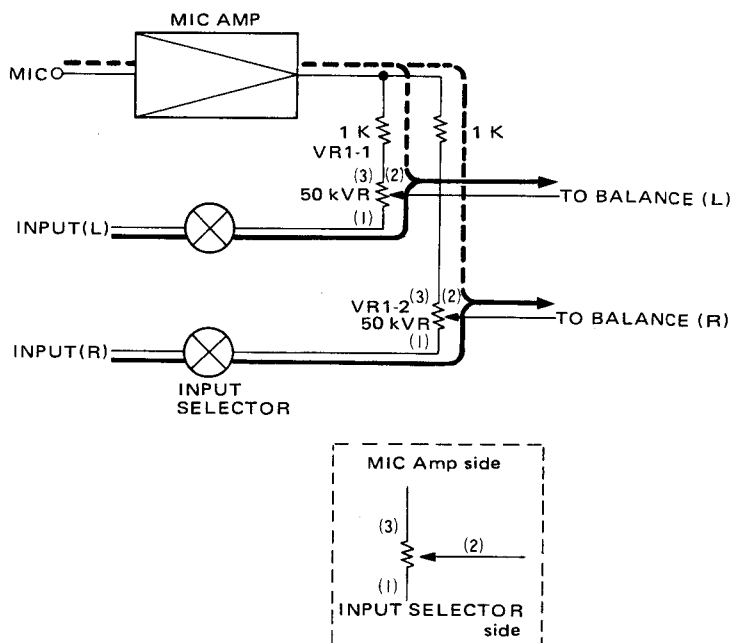 MIC AMP
MIC
1 K
1 K
VR1-1
(3) (2)
50 kVR
TO BALANCE (L)
(1)
INPUT(L)
(3) (2)
VR1-2
50 kVR
TO BALANCE (R)
(1)
INPUT(R)
INPUT
SELECTOR
MIC Amp side
(3)
(2)
(1)
INPUT SELECTOR
side